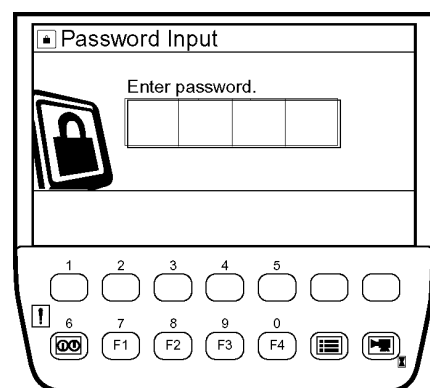 Password Input
Enter password.
1 2 3 4 5
! 6 7 8 9 0
F1 F2 F3 F4